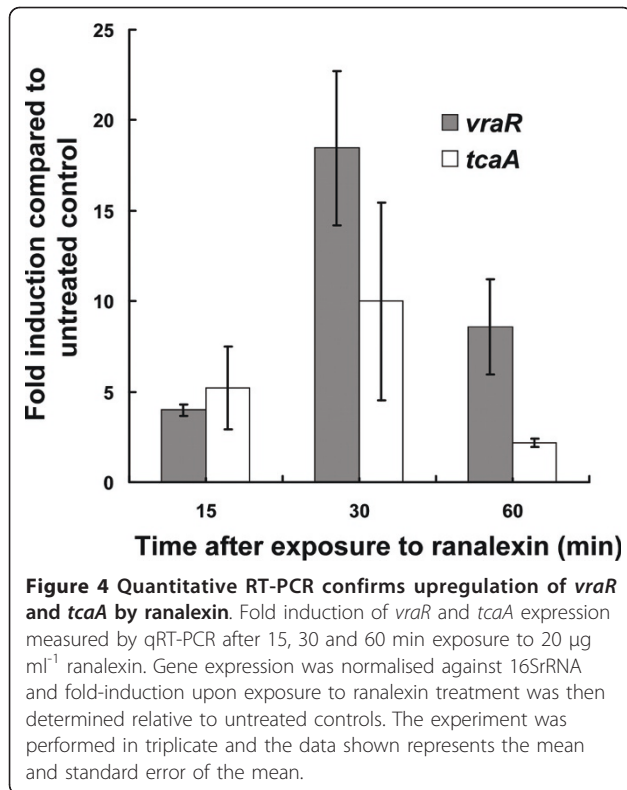 Fold induction compared to
untreated control
25
20
15
10
5
0
vraR
tcaA
15 30 60
Time after exposure to ranalexin (min)
Figure 4 Quantitative RT-PCR confirms upregulation of vraR
and tcaA by ranalexin. Fold induction of vraR and tcaA expression
measured by qRT-PCR after 15, 30 and 60 min exposure to 20 μg
ml⁻¹ ranalexin. Gene expression was normalised against 16SrRNA
and fold-induction upon exposure to ranalexin treatment was then
determined relative to untreated controls. The experiment was
performed in triplicate and the data shown represents the mean
and standard error of the mean.